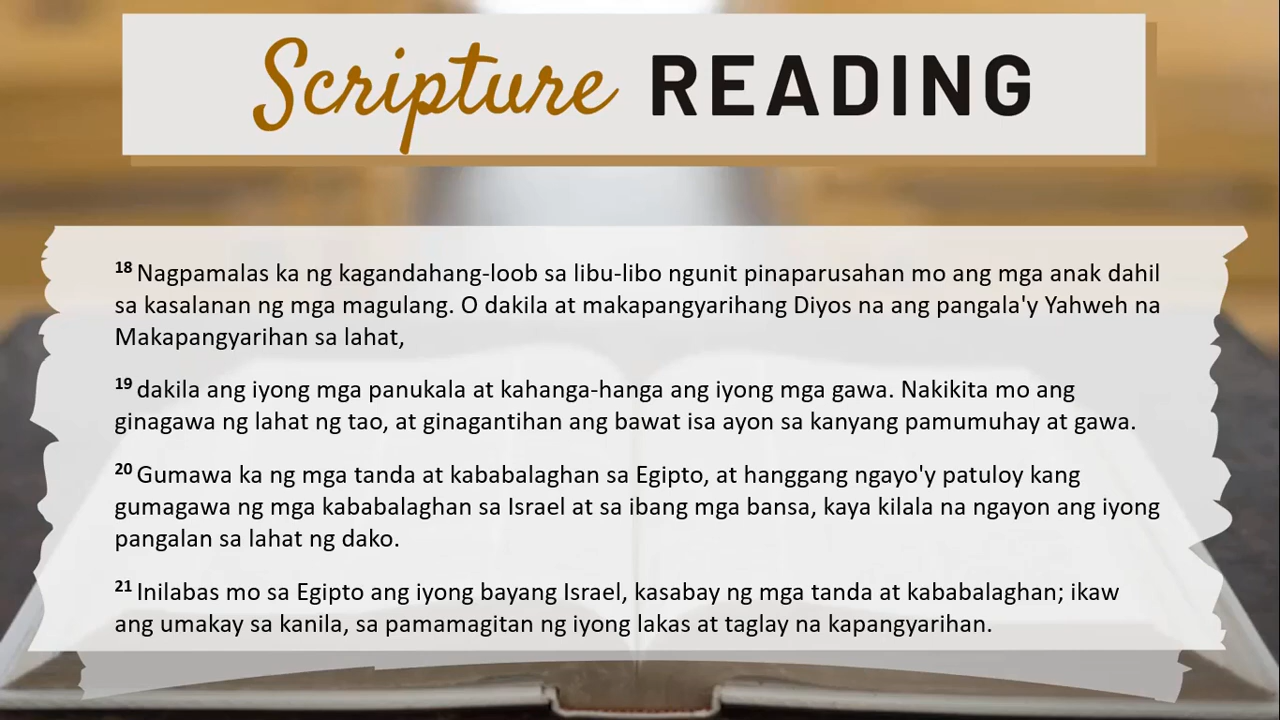 Scripture READING
18 Nagpamalas ka ng kagandahang-loob sa libu-libo ngunit pinaparusahan mo ang mga anak dahil
sa kasalanan ng mga magulang. O dakila at makapangyarihang Diyos na ang pangala'y Yahweh na
Makapangyarihan sa lahat,
19 dakila ang iyong mga panukala at kahanga-hanga ang iyong mga gawa. Nakikita mo ang
ginagawa ng lahat ng tao, at ginagantihan ang bawat isa ayon sa kanyang pamumuhay at gawa.
20 Gumawa ka ng mga tanda at kababalaghan sa Egipto, at hanggang ngayo'y patuloy kang
gumagawa ng mga kababalaghan sa Israel at sa ibang mga bansa, kaya kilala na ngayon ang iyong
pangalan sa lahat ng dako.
21 Inilabas mo sa Egipto ang iyong bayang Israel, kasabay ng mga tanda at kababalaghan; ikaw
ang umakay sa kanila, sa pamamagitan ng iyong lakas at taglay na kapangyarihan.